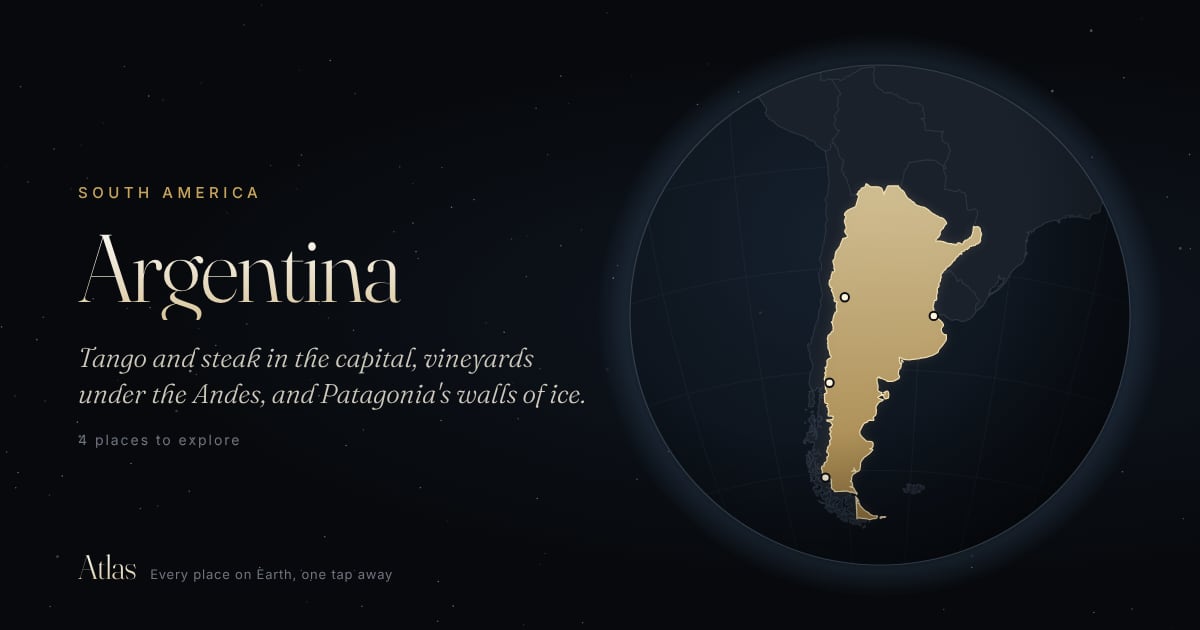 SOUTH AMERICA
Argentina
Tango and steak in the capital, vineyards
under the Andes, and Patagonia's walls of ice.
4 places to explore
Atlas Every place on Earth, one tap away